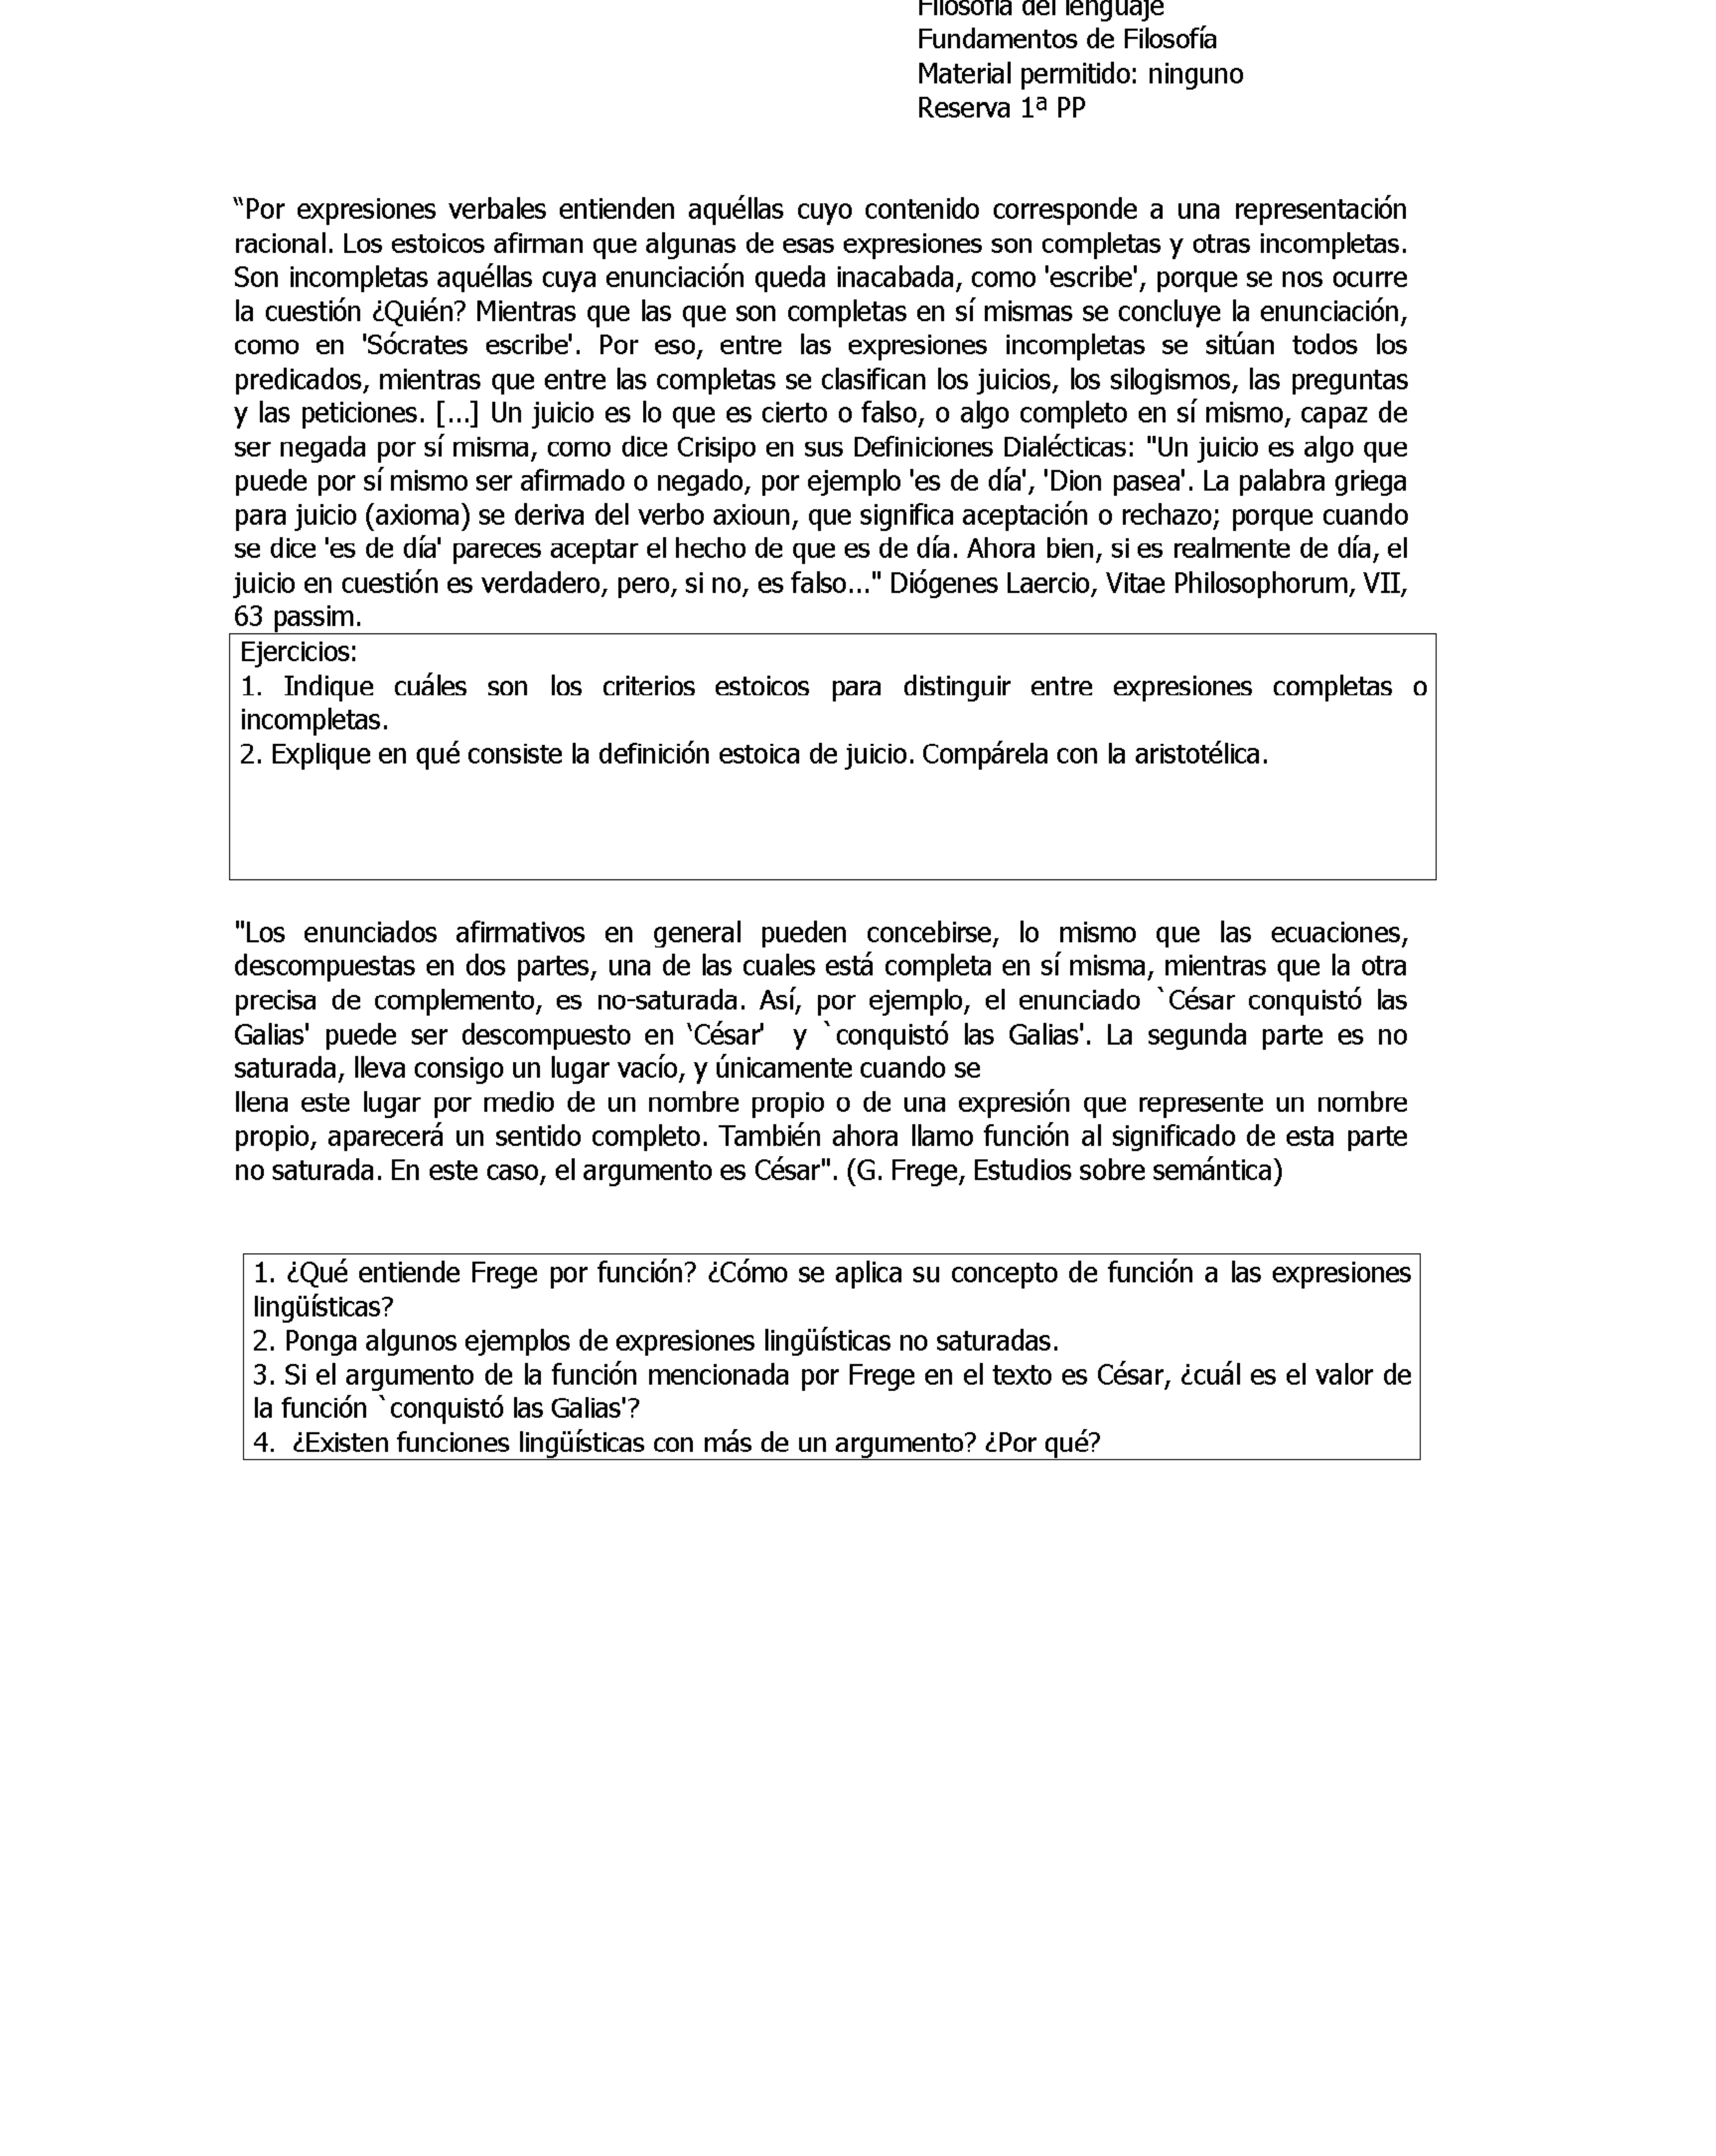 Filosofía del lenguaje
Fundamentos de Filosofía
Material permitido: ninguno
Reserva 1ª PP
“Por expresiones verbales entienden aquéllas cuyo contenido corresponde a una representación
racional. Los estoicos afirman que algunas de esas expresiones son completas y otras incompletas.
Son incompletas aquéllas cuya enunciación queda inacabada, como 'escribe', porque se nos ocurre
la cuestión ¿Quién? Mientras que las que son completas en sí mismas se concluye la enunciación,
como en 'Sócrates escribe'. Por eso, entre las expresiones incompletas se sitúan todos los
predicados, mientras que entre las completas se clasifican los juicios, los silogismos, las preguntas
y las peticiones. [...] Un juicio es lo que es cierto o falso, o algo completo en sí mismo, capaz de
ser negada por sí misma, como dice Crisipo en sus Definiciones Dialécticas: "Un juicio es algo que
puede por sí mismo ser afirmado o negado, por ejemplo 'es de día', 'Dion pasea'. La palabra griega
para juicio (axioma) se deriva del verbo axioun, que significa aceptación o rechazo; porque cuando
se dice 'es de día' pareces aceptar el hecho de que es de día. Ahora bien, si es realmente de día, el
juicio en cuestión es verdadero, pero, si no, es falso..." Diógenes Laercio, Vitae Philosophorum, VII,
63 passim.
Ejercicios:
1. Indique cuáles son los criterios estoicos para distinguir entre expresiones completas o
incompletas.
2. Explique en qué consiste la definición estoica de juicio. Compárela con la aristotélica.
"Los enunciados afirmativos en general pueden concebirse, lo mismo que las ecuaciones,
descompuestas en dos partes, una de las cuales está completa en sí misma, mientras que la otra
precisa de complemento, es no-saturada. Así, por ejemplo, el enunciado `César conquistó las
Galias' puede ser descompuesto en ‘César' y `conquistó las Galias'. La segunda parte es no
saturada, lleva consigo un lugar vacío, y únicamente cuando se
llena este lugar por medio de un nombre propio o de una expresión que represente un nombre
propio, aparecerá un sentido completo. También ahora llamo función al significado de esta parte
no saturada. En este caso, el argumento es César". (G. Frege, Estudios sobre semántica)
1. ¿Qué entiende Frege por función? ¿Cómo se aplica su concepto de función a las expresiones
lingüísticas?
2. Ponga algunos ejemplos de expresiones lingüísticas no saturadas.
3. Si el argumento de la función mencionada por Frege en el texto es César, ¿cuál es el valor de
la función `conquistó las Galias'?
4. ¿Existen funciones lingüísticas con más de un argumento? ¿Por qué?